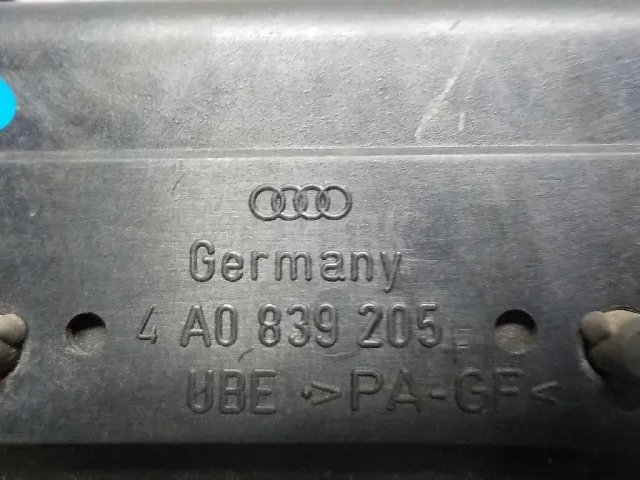 Germany
4 A0 839 205
UBE >PA-GF<